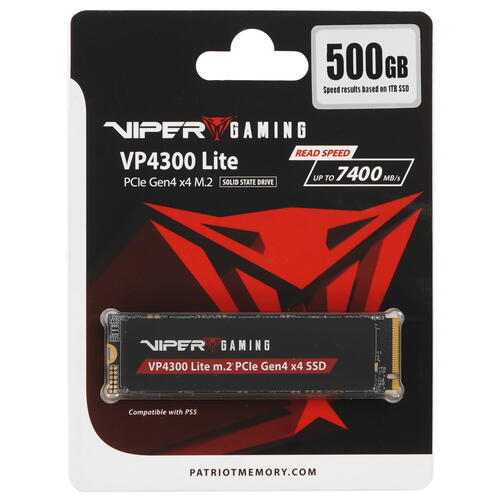 500GB
Speed results based on 1TB SSD
VIPER GAMING
VP4300 Lite
PCIe Gen4 x4 M.2 SOLID STATE DRIVE
READ SPEED
UP TO 7400 MB/s
VIPER GAMING
VP4300 Lite m.2 PCIe Gen4 x4 SSD
Compatible with PS5
PATRIOTMEMORY.COM